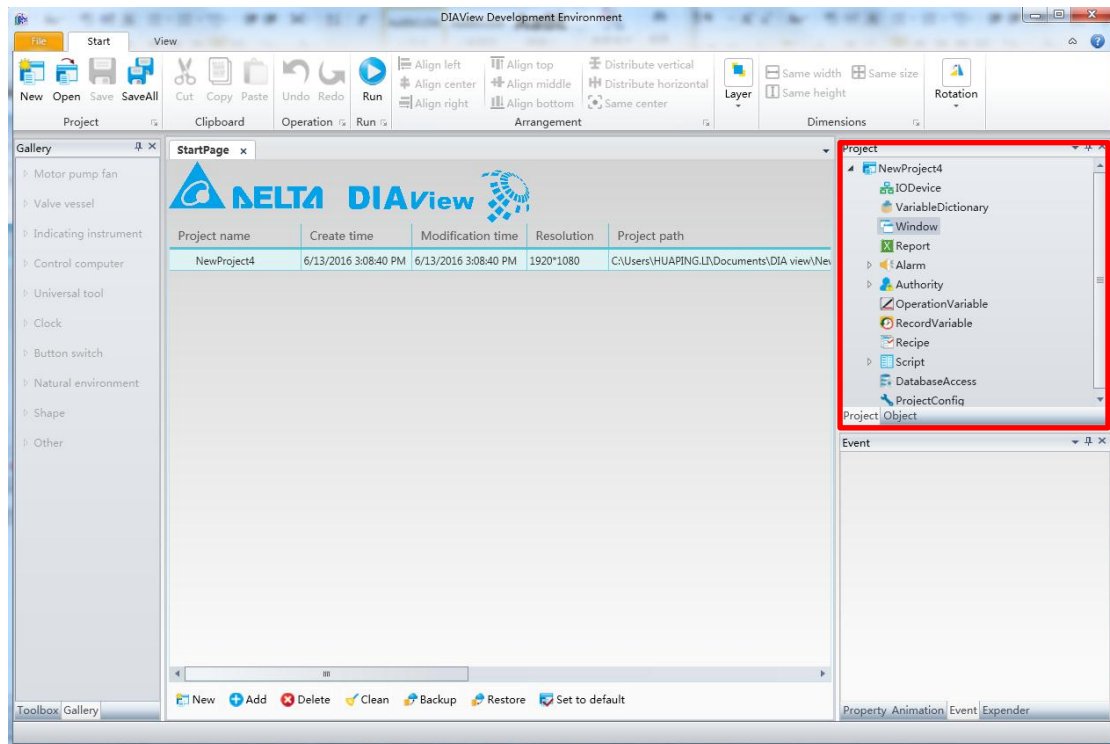 DIAView Development Environment
File Start View
New Open Save SaveAll
Cut Copy Paste
Undo Redo
Run
Align left Align top Distribute vertical
Align center Align middle Distribute horizontal
Align right Align bottom Same center
Layer
Same width Same size
Same height
Rotation
Project Clipboard Operation Run Arrangement Dimensions
Gallery
Motor pump fan
Valve vessel
Indicating instrument
Control computer
Universal tool
Clock
Button switch
Natural environment
Shape
Other
Toolbox Gallery
StartPage x
DELTA DIAView
Project name Create time Modification time Resolution Project path
NewProject4 6/13/2016 3:08:40 PM 6/13/2016 3:08:40 PM 1920*1080 C:\Users\HUAPING.LI\Documents\DIA view\Nev
New Add Delete Clean Backup Restore Set to default
Project
NewProject4
IODevice
VariableDictionary
Window
Report
Alarm
Authority
OperationVariable
RecordVariable
Recipe
Script
DatabaseAccess
ProjectConfig
Project Object
Event
Property Animation Event Expender